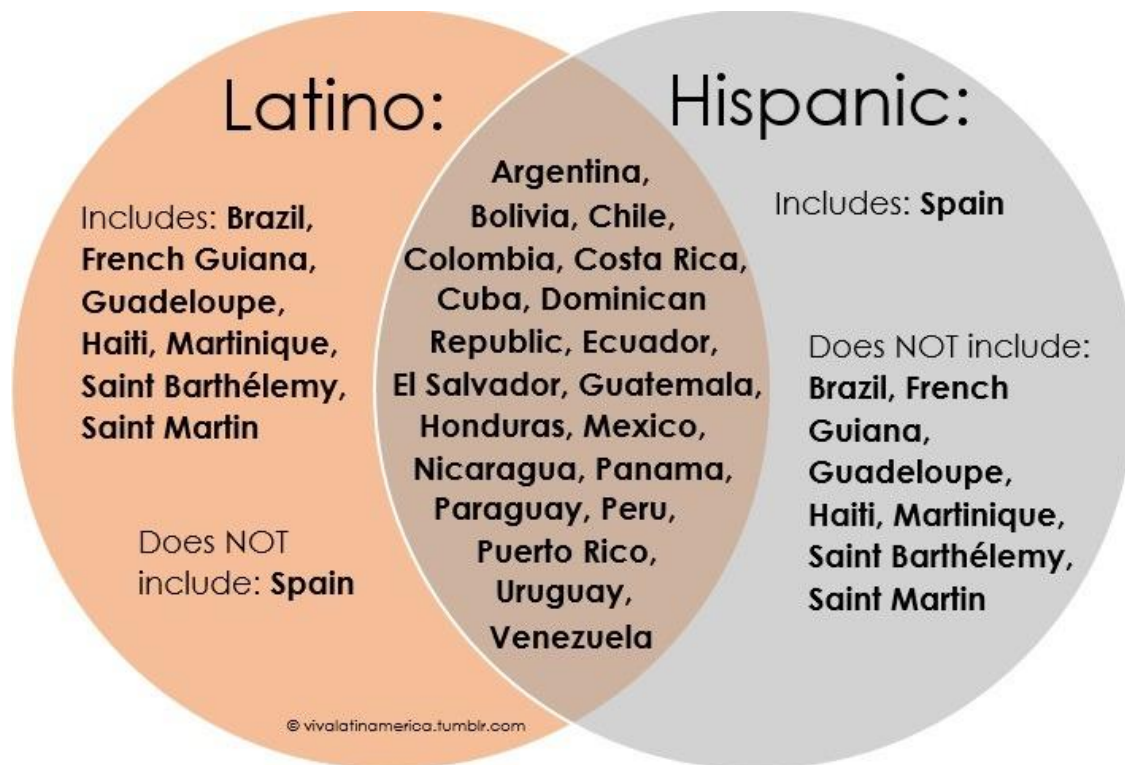 Latino:
Includes: Brazil,
French Guiana,
Guadeloupe,
Haiti, Martinique,
Saint Barthélemy,
Saint Martin
Does NOT
include: Spain
Argentina,
Bolivia, Chile,
Colombia, Costa Rica,
Cuba, Dominican
Republic, Ecuador,
El Salvador, Guatemala,
Honduras, Mexico,
Nicaragua, Panama,
Paraguay, Peru,
Puerto Rico,
Uruguay,
Venezuela
Hispanic:
Includes: Spain
Does NOT include:
Brazil, French
Guiana,
Guadeloupe,
Haiti, Martinique,
Saint Barthélemy,
Saint Martin
© vivalatinamerica.tumblr.com